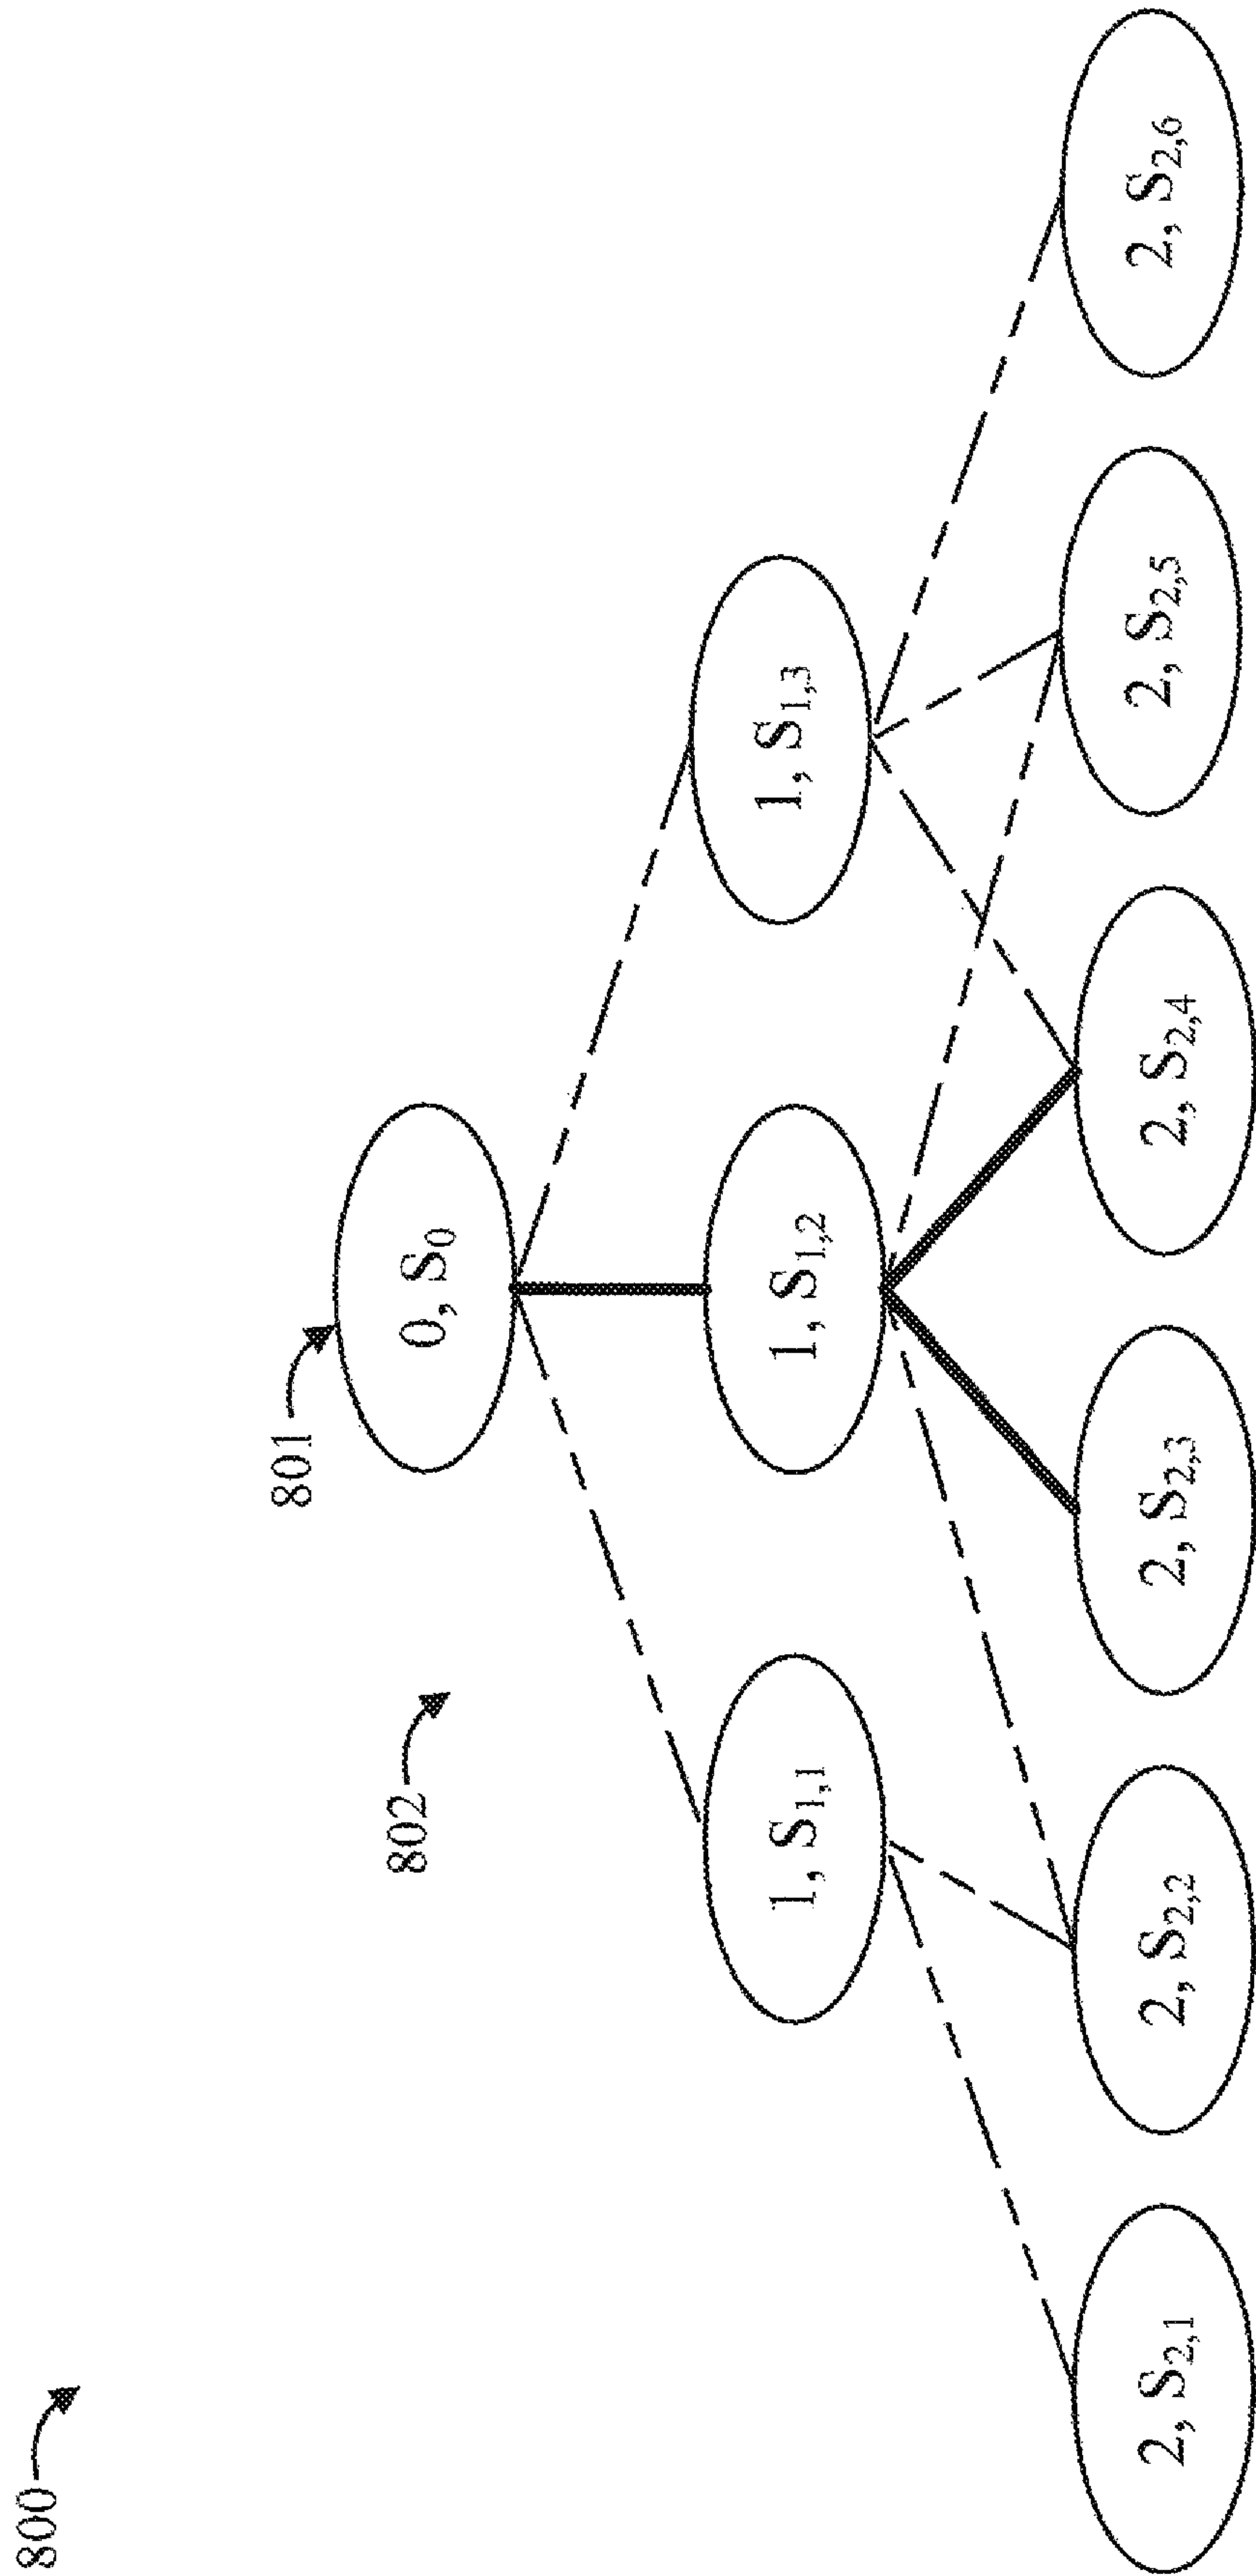 800
801
0, S₀
802
1, S₁,₁
1, S₁,₂
1, S₁,₃
2, S₂,₁
2, S₂,₂
2, S₂,₃
2, S₂,₄
2, S₂,₅
2, S₂,₆